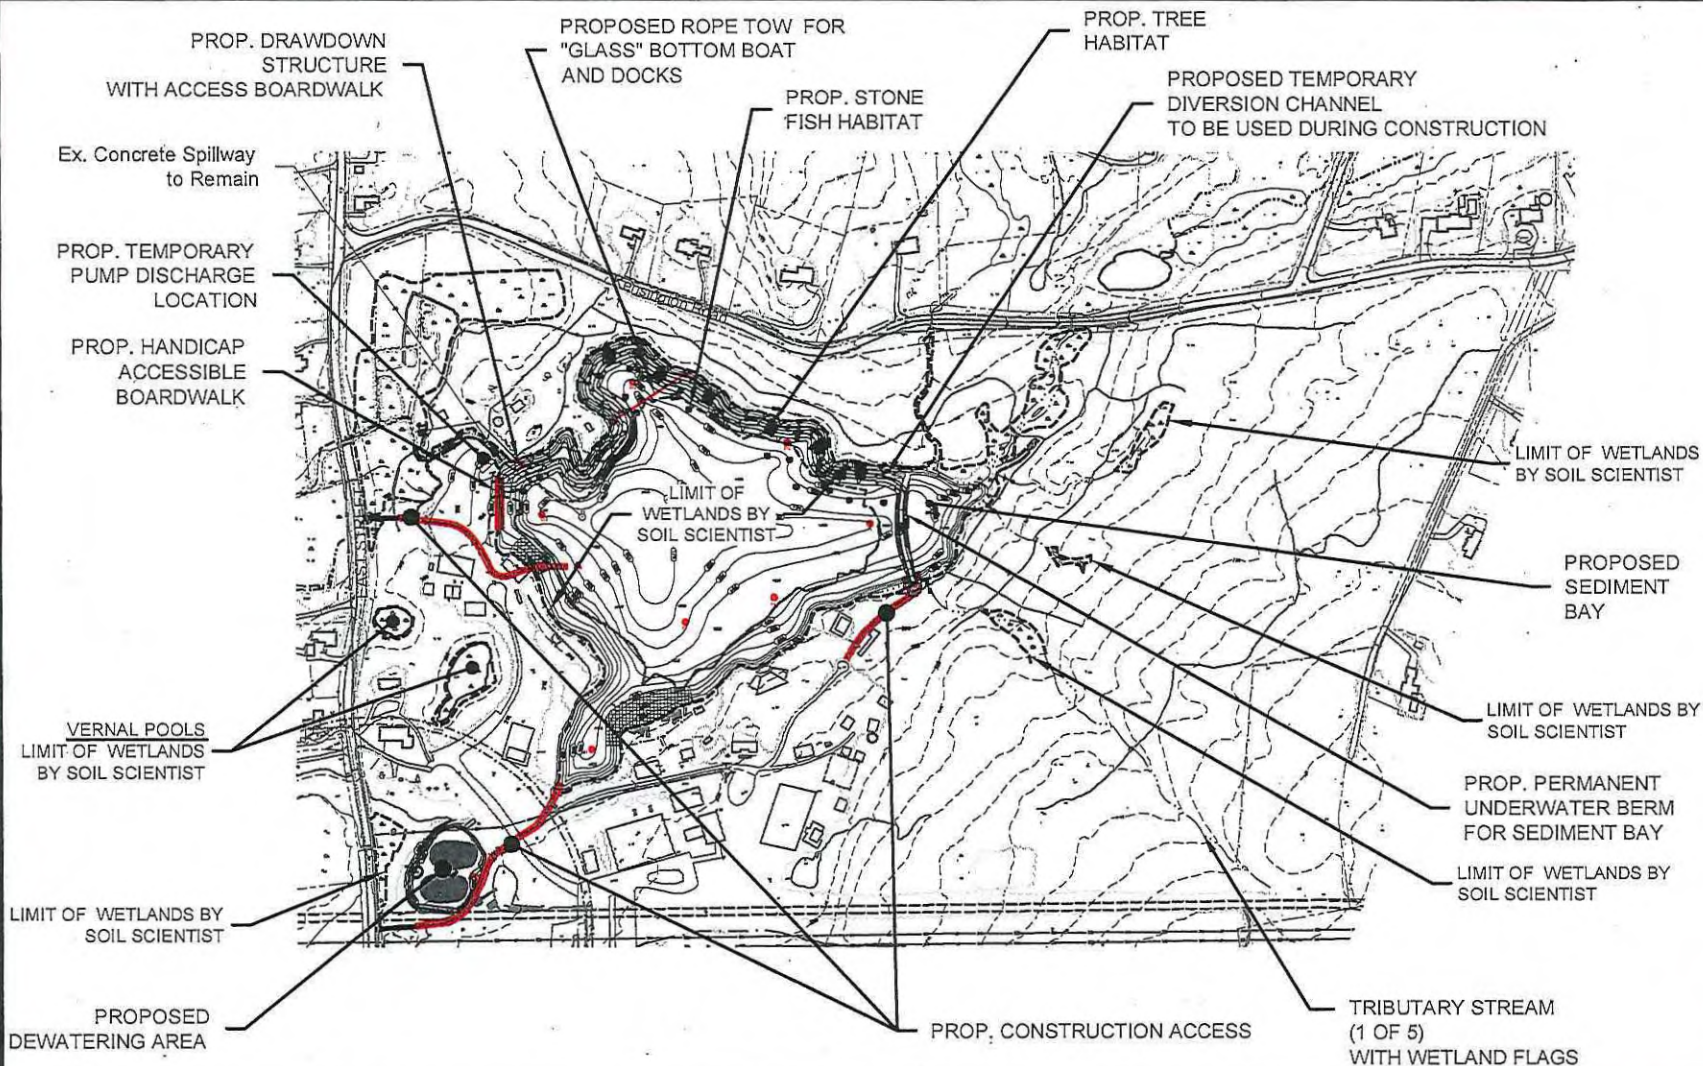 PROP. DRAWDOWN
STRUCTURE
WITH ACCESS BOARDWALK
PROPOSED ROPE TOW FOR
"GLASS" BOTTOM BOAT
AND DOCKS
PROP. TREE
HABITAT
PROP. STONE
FISH HABITAT
PROPOSED TEMPORARY
DIVERSION CHANNEL
TO BE USED DURING CONSTRUCTION
Ex. Concrete Spillway
to Remain
PROP. TEMPORARY
PUMP DISCHARGE
LOCATION
PROP. HANDICAP
ACCESSIBLE
BOARDWALK
LIMIT OF
WETLANDS BY
SOIL SCIENTIST
LIMIT OF WETLANDS
BY SOIL SCIENTIST
PROPOSED
SEDIMENT
BAY
LIMIT OF WETLANDS BY
SOIL SCIENTIST
VERNAL POOLS
LIMIT OF WETLANDS
BY SOIL SCIENTIST
PROP. PERMANENT
UNDERWATER BERM
FOR SEDIMENT BAY
LIMIT OF WETLANDS BY
SOIL SCIENTIST
LIMIT OF WETLANDS BY
SOIL SCIENTIST
PROPOSED
DEWATERING AREA
PROP. CONSTRUCTION ACCESS
TRIBUTARY STREAM
(1 OF 5)
WITH WETLAND FLAGS